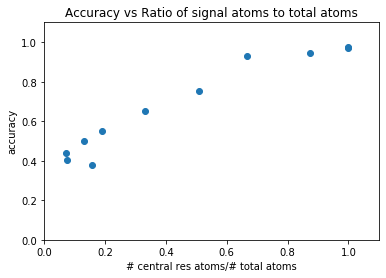 Accuracy vs Ratio of signal atoms to total atoms
1.0
0.8
0.6
0.4
0.2
0.0
accuracy
0.0 0.2 0.4 0.6 0.8 1.0
# central res atoms/# total atoms